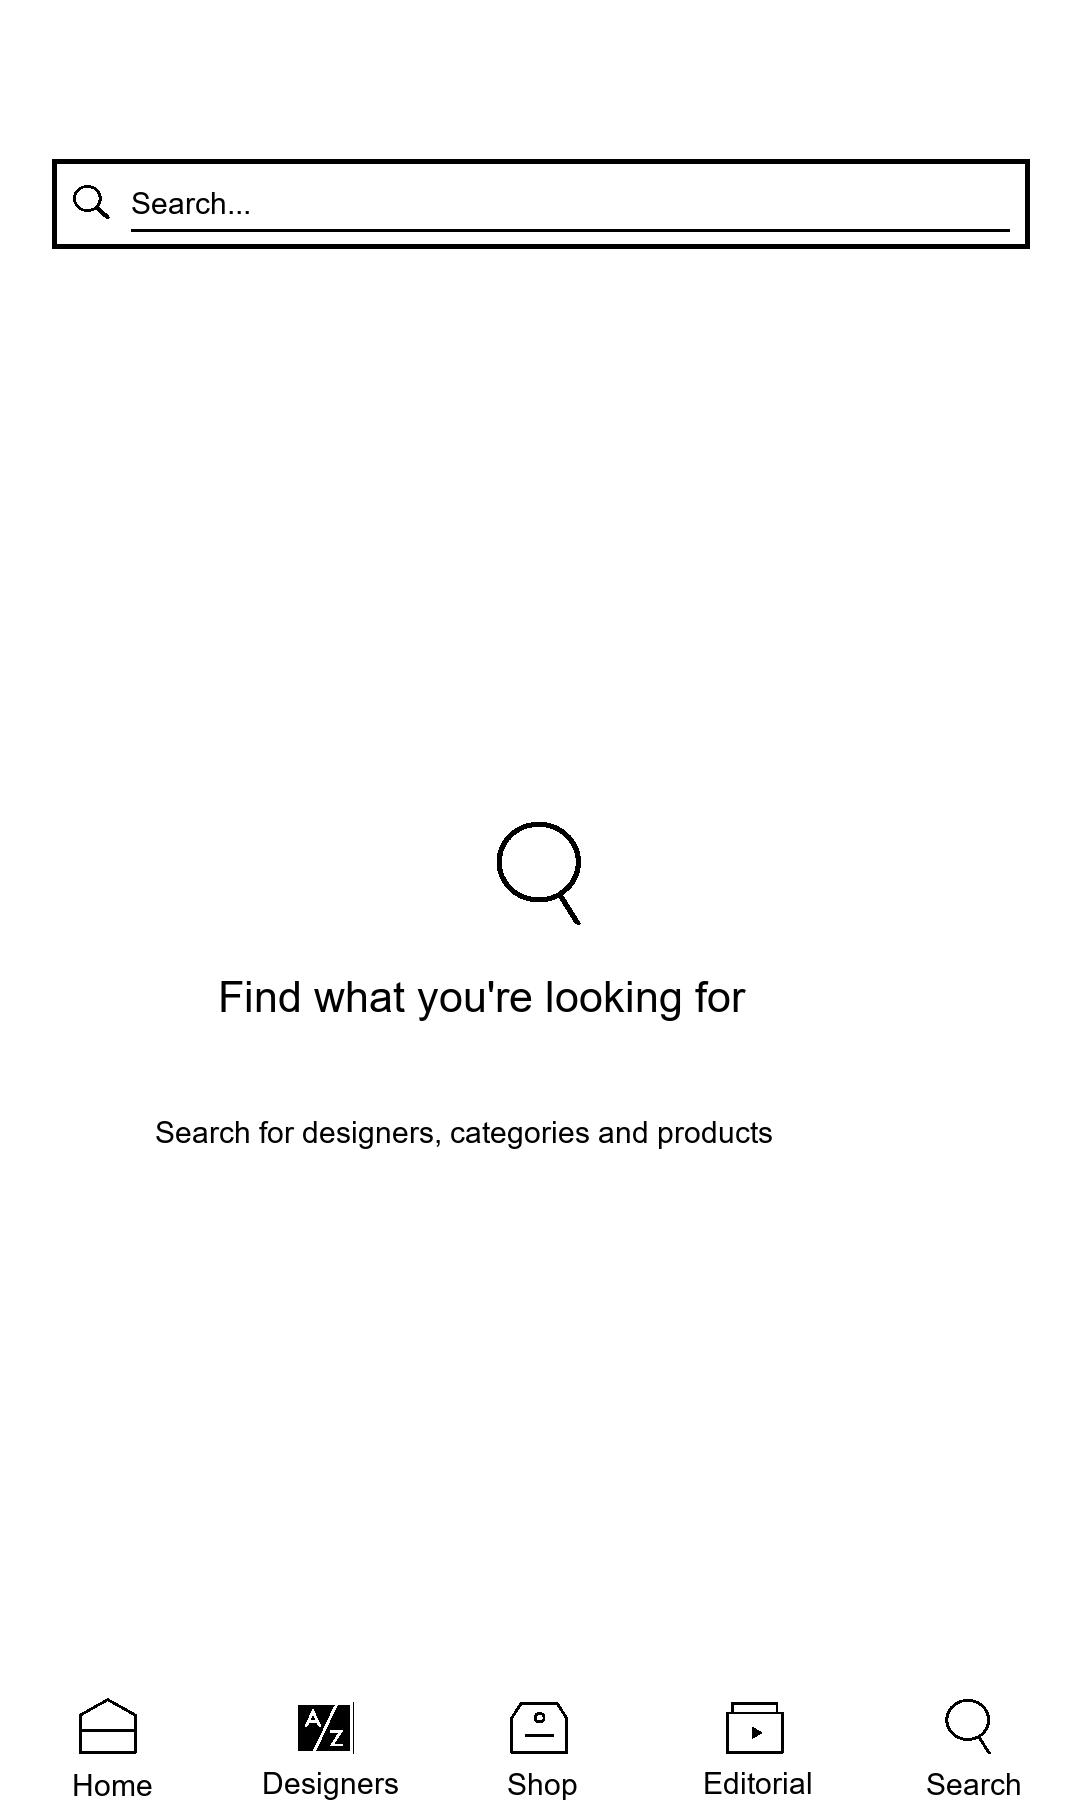 Search...
Find what you're looking for
Search for designers, categories and products
A/Z
Home Designers Shop Editorial Search